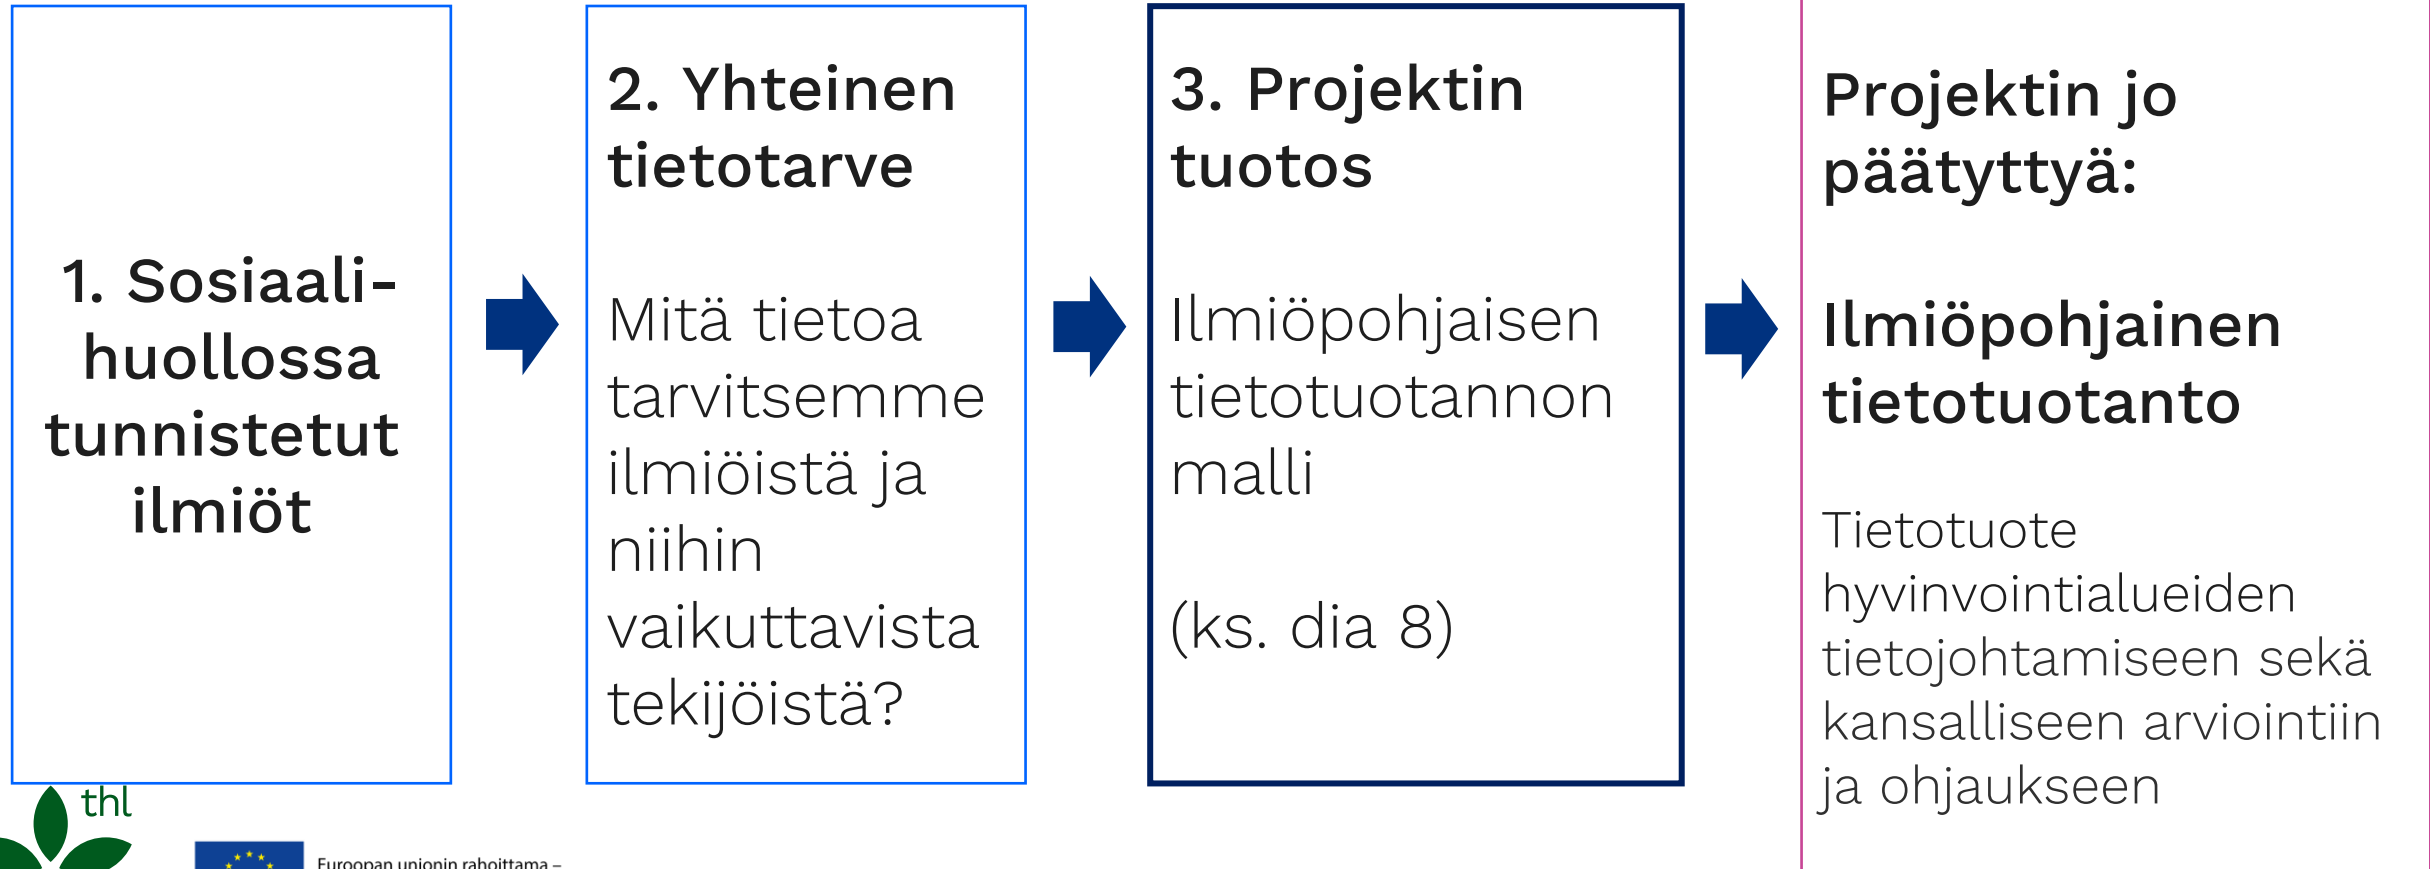 1. Sosiaali-
huollossa
tunnistetut
ilmiöt
2. Yhteinen
tietotarve
Mitä tietoa
tarvitsemme
ilmiöistä ja
niihin
vaikuttavista
tekijöistä?
3. Projektin
tuotos
Ilmiöpohjaisen
tietotuotannon
malli
(ks. dia 8)
Projektin jo
päätyttyä:
Ilmiöpohjainen
tietotuotanto
Tietotuote
hyvinvointialueiden
tietojohtamiseen sekä
kansalliseen arviointiin
ja ohjaukseen
thl
Euroopan unionin rahoittama –